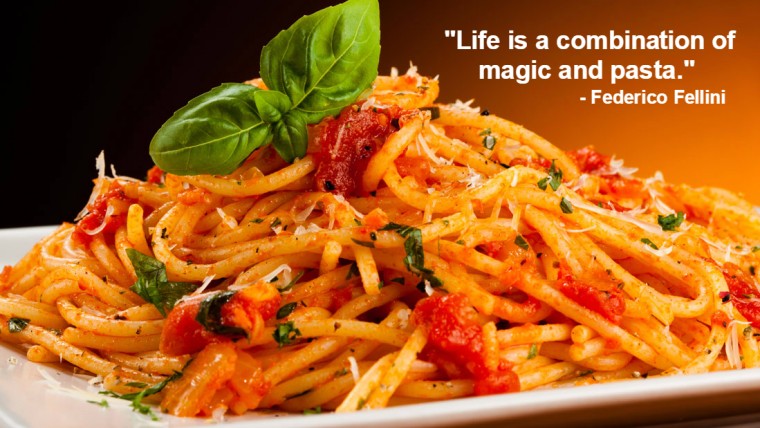 "Life is a combination of
magic and pasta."
- Federico Fellini